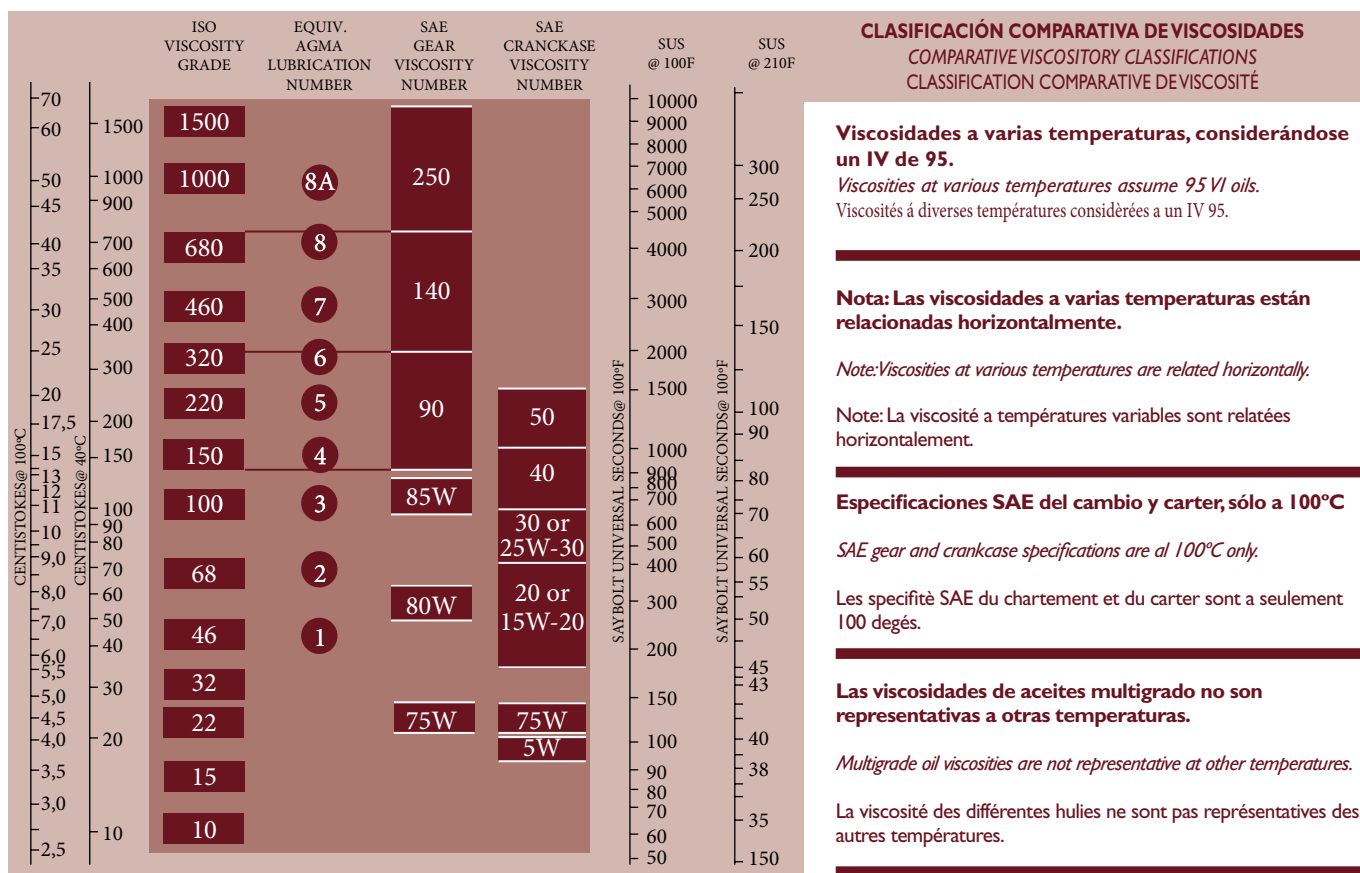 ISO
VISCOSITY
GRADE
EQUIV.
AGMA
LUBRICATION
NUMBER
SAE
GEAR
VISCOSITY
NUMBER
SAE
CRANCKASE
VISCOSITY
NUMBER
SUS
@ 100F
SUS
@ 210F
CENTISTOKES@ 100ºC
70
60
50
45
40
35
30
25
20
17,5
15
13
12
11
10
9,0
8,0
7,0
6,0
5,5
5,0
4,5
4,0
3,5
3,0
2,5
CENTISTOKES@ 40ºC
1500
1000
900
700
600
500
400
300
200
150
100
90
80
70
60
50
40
30
20
10
1500
1000
680
460
320
220
150
100
68
46
32
22
15
10
8A
8
7
6
5
4
3
2
1
250
140
90
85W
80W
75W
50
40
30 or
25W-30
20 or
15W-20
75W
5W
SAYBOLT UNIVERSAL SECONDS@ 100ºF
10000
9000
8000
7000
6000
5000
4000
3000
2000
1500
1000
900
800
700
600
500
400
300
200
150
100
90
80
70
60
50
SAYBOLT UNIVERSAL SECONDS@ 100ºF
300
250
200
150
100
90
80
70
60
55
50
45
43
40
38
35
150
CLASIFICACIÓN COMPARATIVA DE VISCOSIDADES
COMPARATIVE VISCOSITORY CLASSIFICATIONS
CLASSIFICATION COMPARATIVE DE VISCOSITÉ
Viscosidades a varias temperaturas, considerándose
un IV de 95.
Viscosities at various temperatures assume 95 VI oils.
Viscosités á diverses températures considèrées a un IV 95.
Nota: Las viscosidades a varias temperaturas están
relacionadas horizontalmente.
Note: Viscosities at various temperatures are related horizontally.
Note: La viscosité a températures variables sont relatées
horizontalement.
Especificaciones SAE del cambio y carter, sólo a 100ºC
SAE gear and crankcase specifications are al 100ºC only.
Les specifitè SAE du chartement et du carter sont a seulement
100 degés.
Las viscosidades de aceites multigrado no son
representativas a otras temperaturas.
Multigrade oil viscosities are not representative at other temperatures.
La viscosité des différentes hulies ne sont pas représentatives des
autres températures.